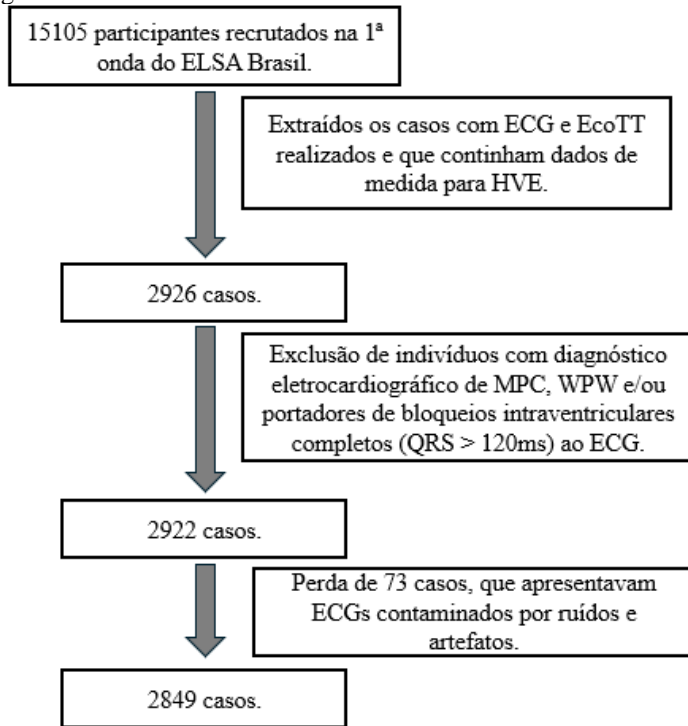 15105 participantes recrutados na 1ª
onda do ELSA Brasil.
Extraídos os casos com ECG e EcoTT
realizados e que continham dados de
medida para HVE.
2926 casos.
Exclusão de indivíduos com diagnóstico
eletrocardiográfico de MPC, WPW e/ou
portadores de bloqueios intraventriculares
completos (QRS > 120ms) ao ECG.
2922 casos.
Perda de 73 casos, que apresentavam
ECGs contaminados por ruídos e
artefatos.
2849 casos.